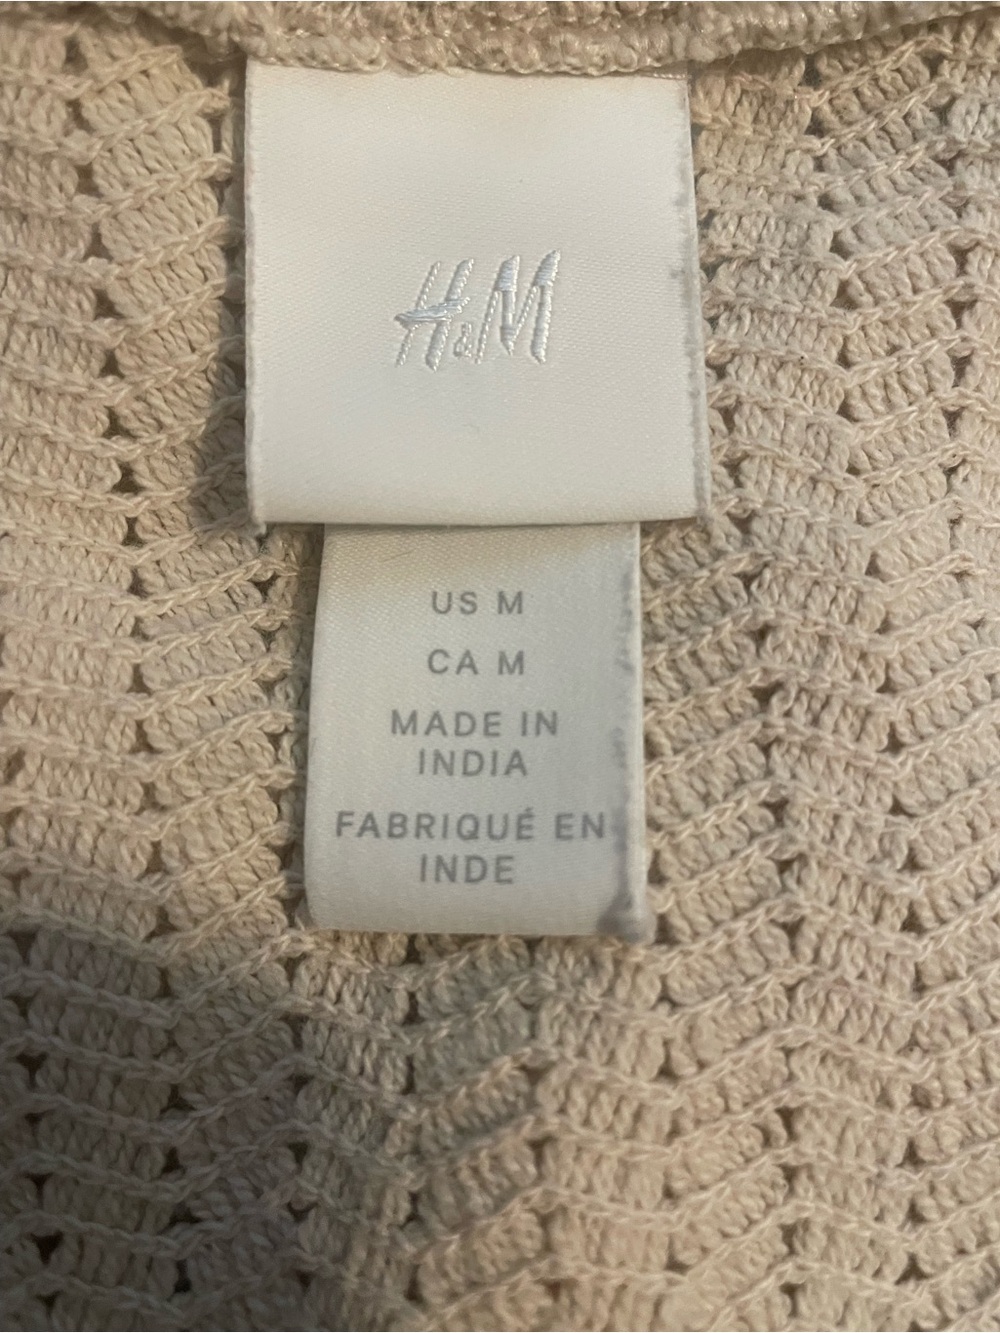 H&M
US M
CA M
MADE IN
INDIA
FABRIQUÉ EN
INDE